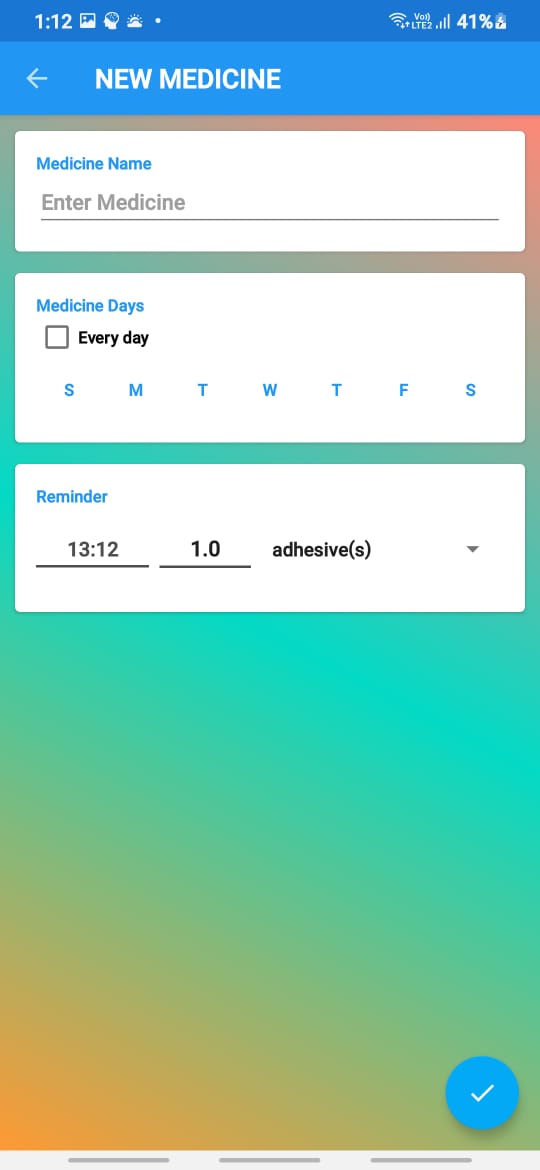 1:12 Vo)) LTE2 41%
NEW MEDICINE
Medicine Name
Enter Medicine
Medicine Days
Every day
S M T W T F S
Reminder
13:12 1.0 adhesive(s)